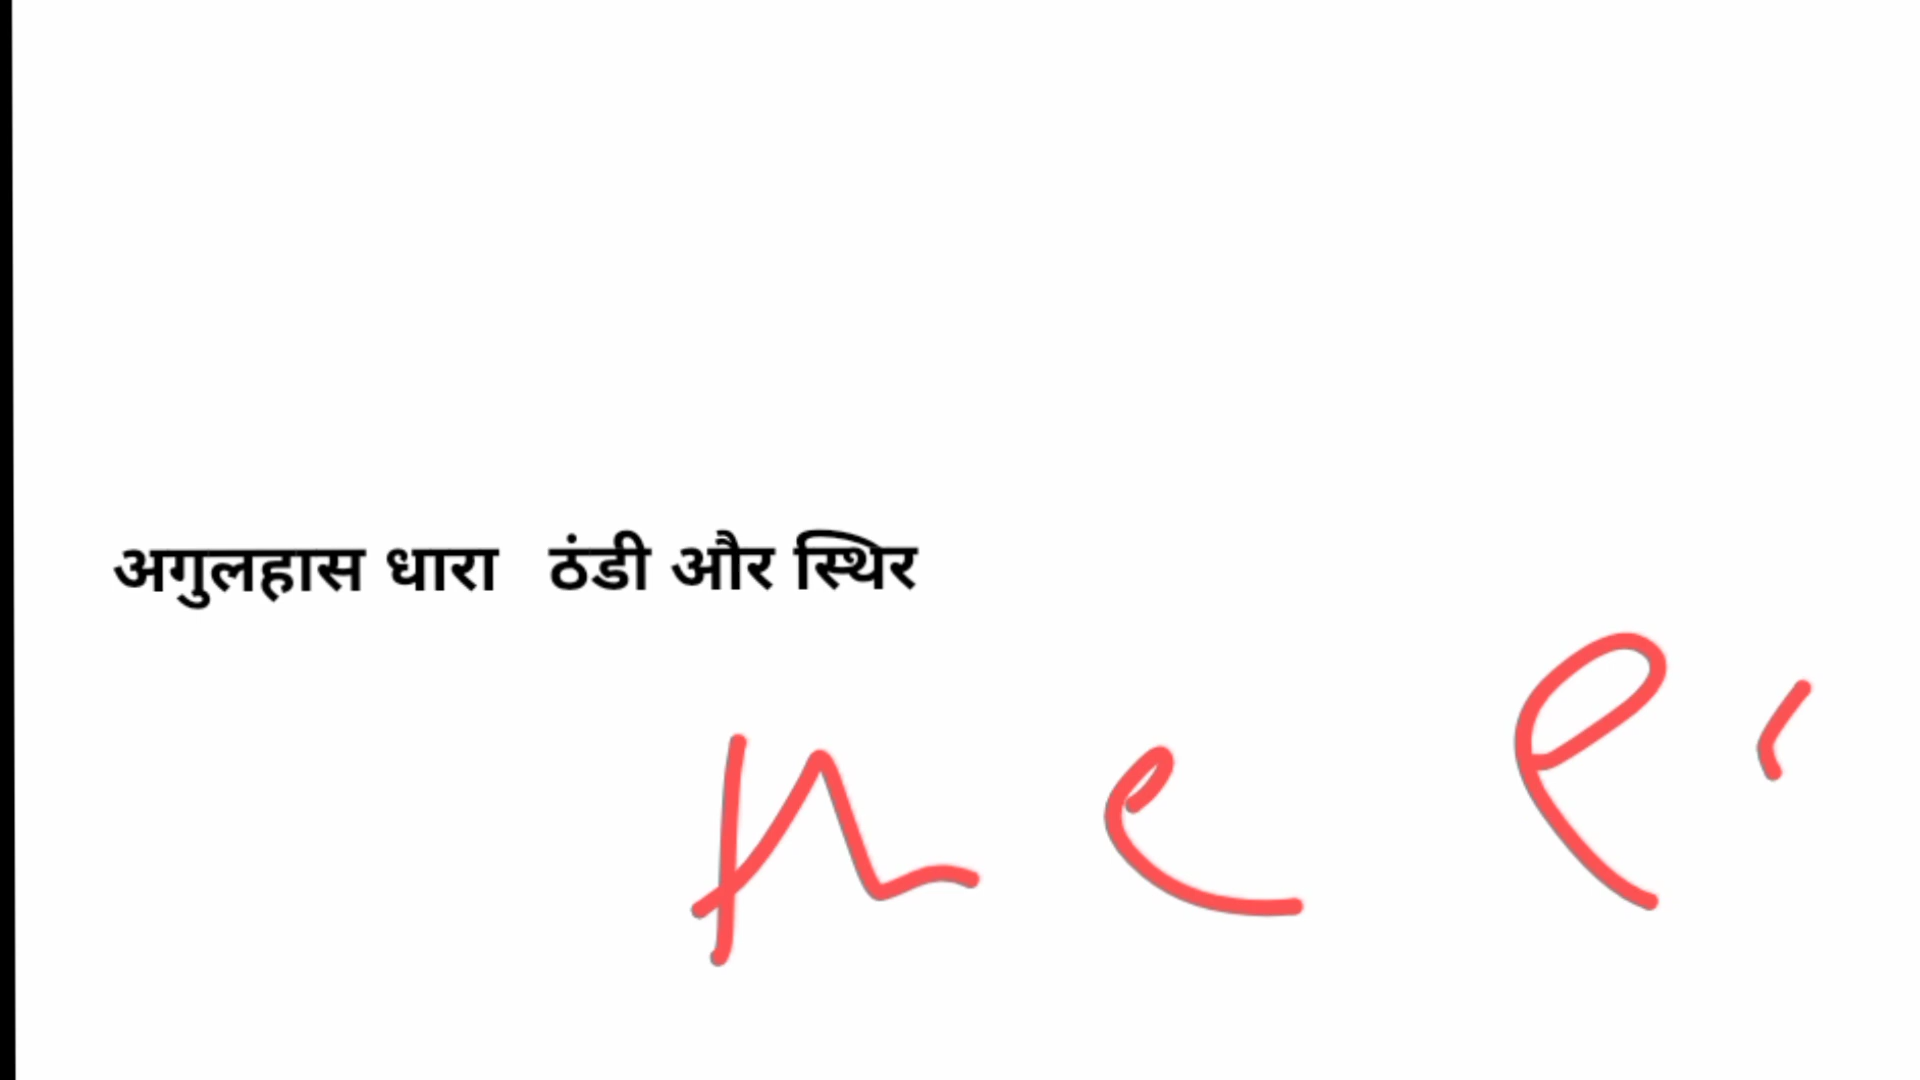 अगुलहास धारा ठंडी और स्थिर
n e e